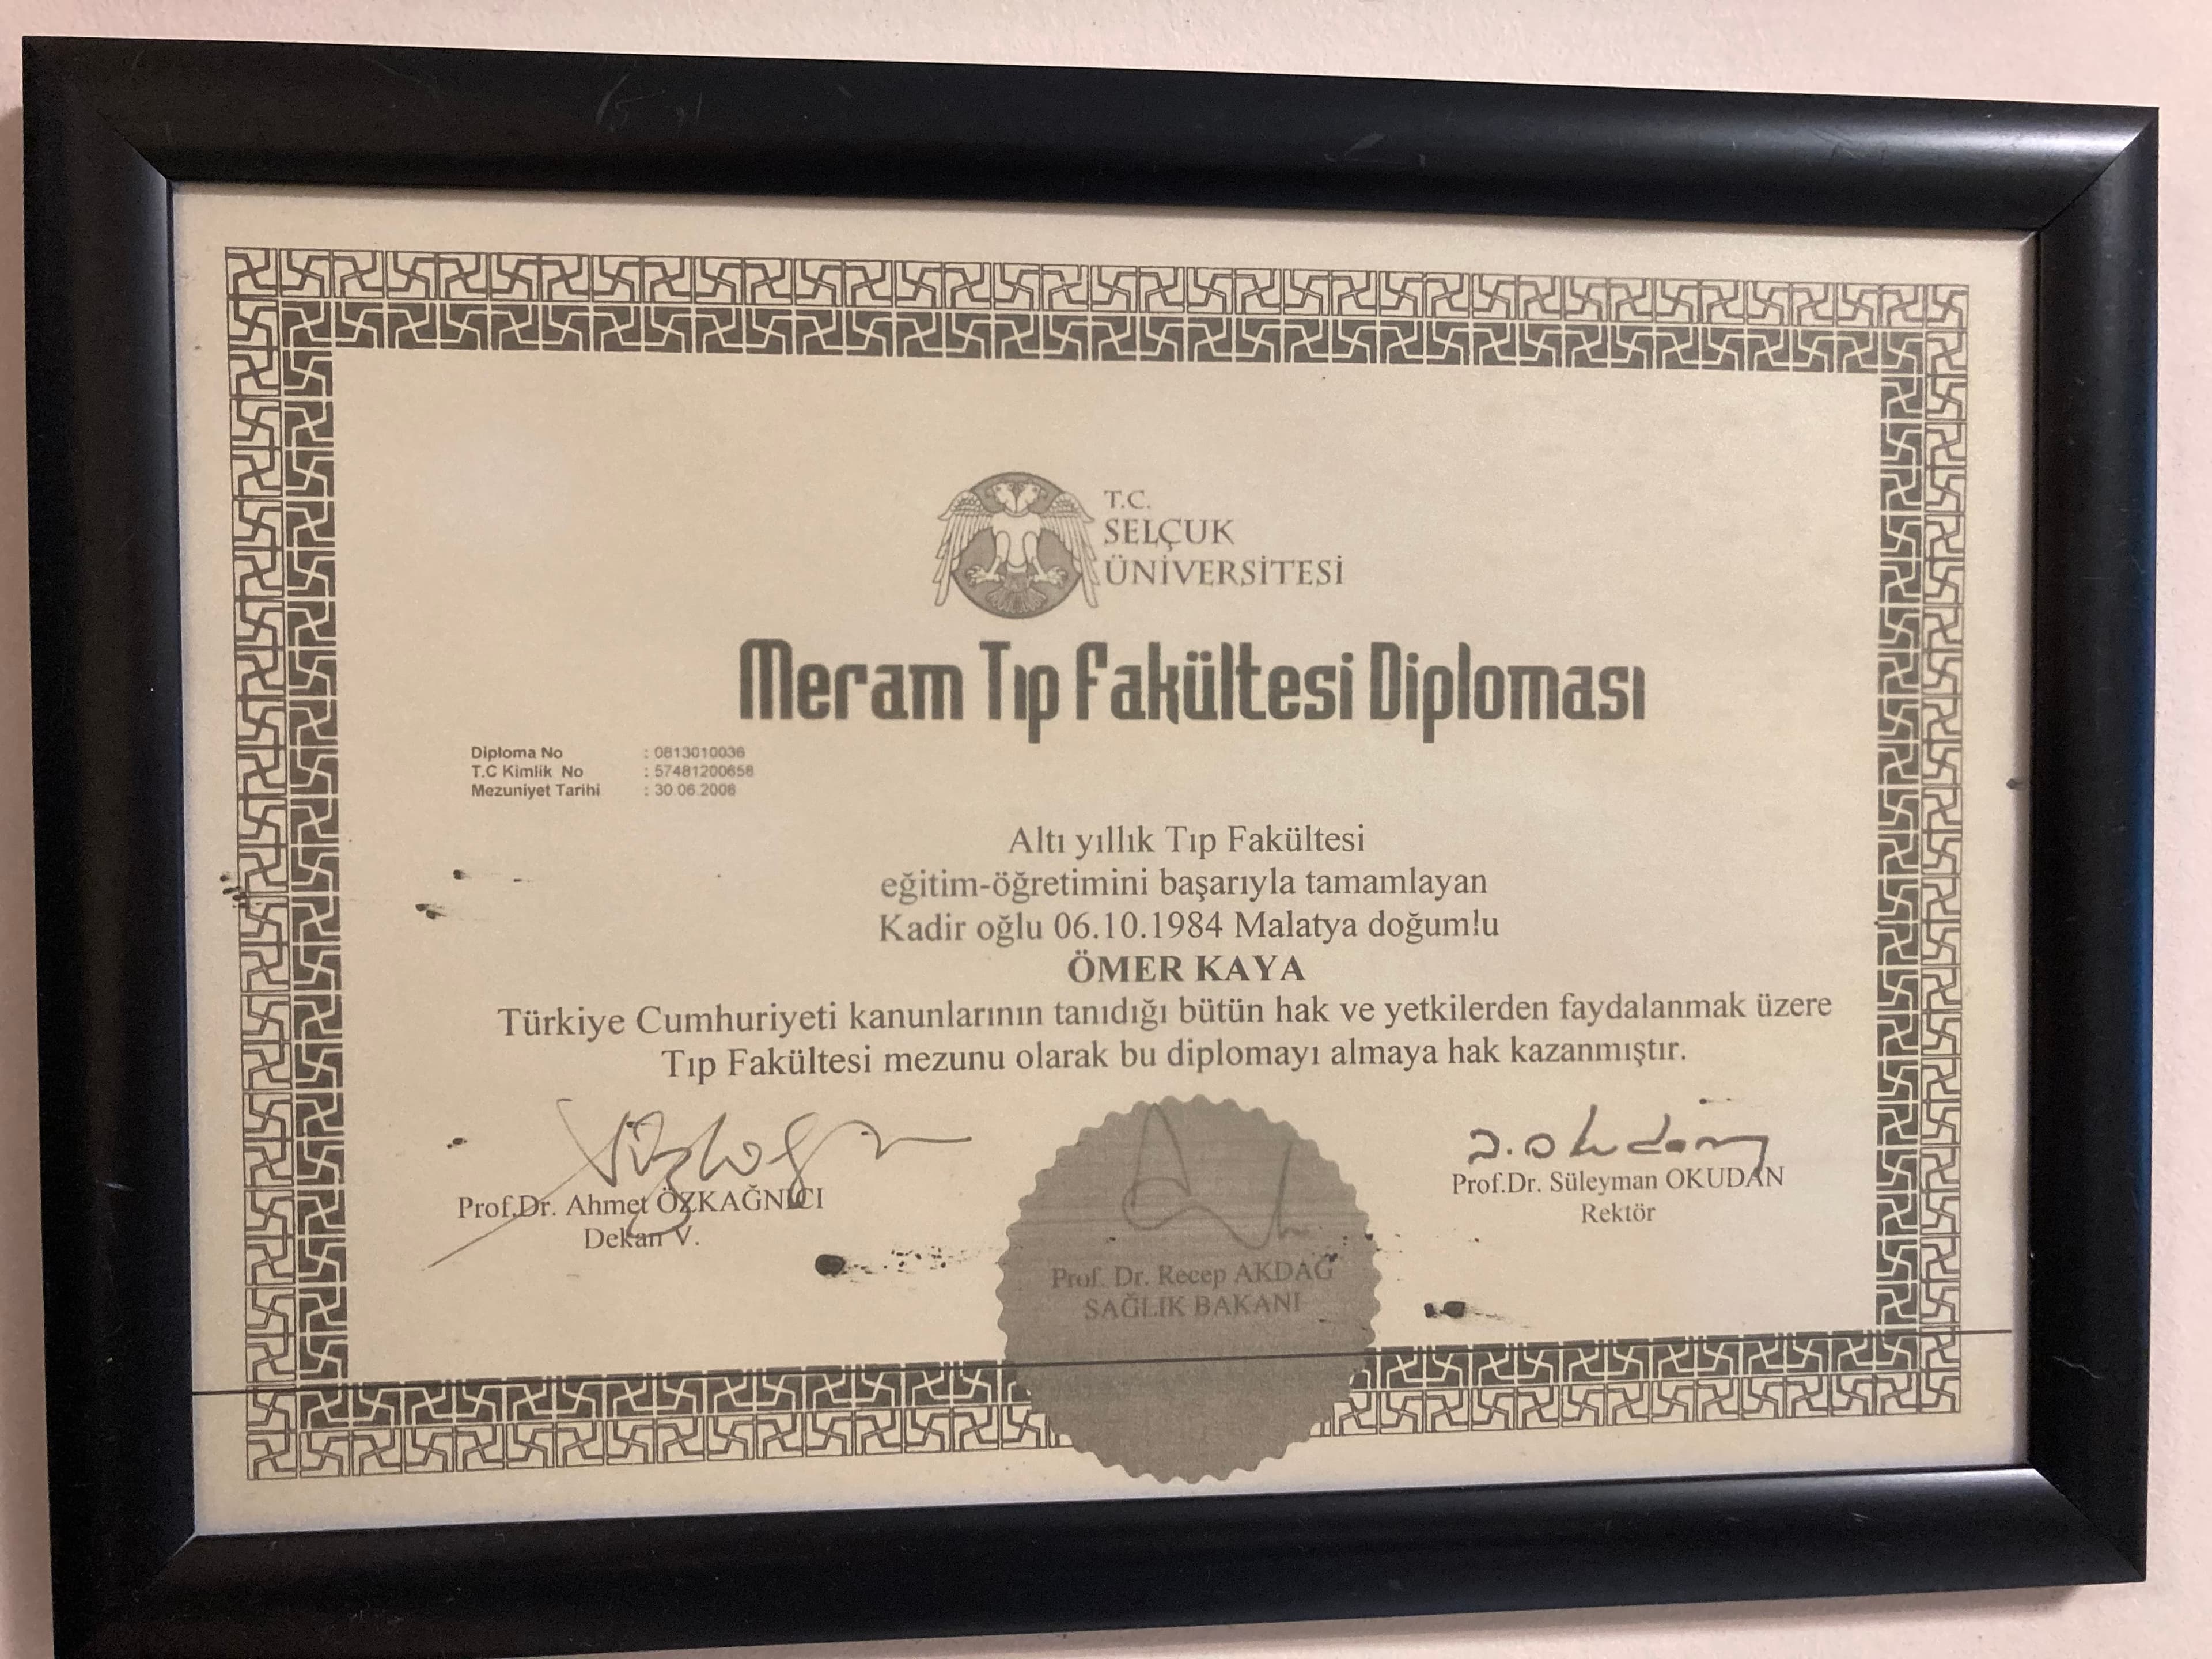 T.C.
SELÇUK
ÜNİVERSİTESİ
Meram Tıp Fakültesi Diploması
Diploma No : 0813010036
T.C Kimlik No : 57481200658
Mezuniyet Tarihi : 30.06.2008
Altı yıllık Tıp Fakültesi
eğitim-öğretimini başarıyla tamamlayan
Kadir oğlu 06.10.1984 Malatya doğumlu
ÖMER KAYA
Türkiye Cumhuriyeti kanunlarının tanıdığı bütün hak ve yetkilerden faydalanmak üzere
Tıp Fakültesi mezunu olarak bu diplomayı almaya hak kazanmıştır.
Prof.Dr. Ahmet ÖZKAĞNICI
Dekan V.
Prof. Dr. Recep AKDAĞ
SAĞLIK BAKANI
Prof.Dr. Süleyman OKUDAN
Rektör